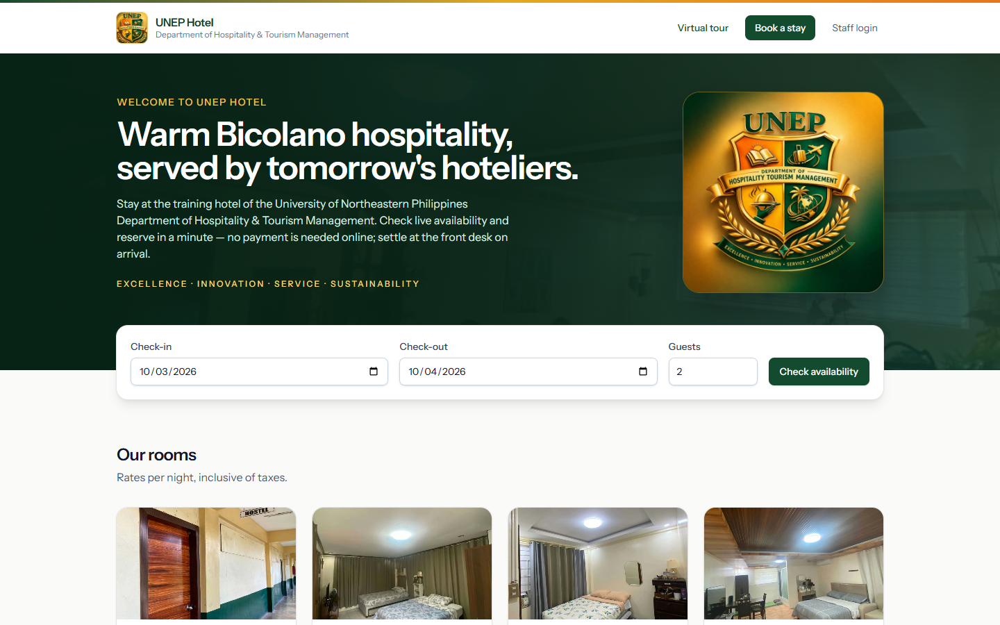 UNEP Hotel
Department of Hospitality & Tourism Management
Virtual tour
Book a stay
Staff login
WELCOME TO UNEP HOTEL
Warm Bicolano hospitality,
served by tomorrow's hoteliers.
Stay at the training hotel of the University of Northeastern Philippines
Department of Hospitality & Tourism Management. Check live availability and
reserve in a minute — no payment is needed online; settle at the front desk on
arrival.
EXCELLENCE · INNOVATION · SERVICE · SUSTAINABILITY
UNEP
DEPARTMENT OF
HOSPITALITY TOURISM MANAGEMENT
EXCELLENCE · INNOVATION · SERVICE · SUSTAINABILITY
Check-in
Check-out
Guests
10/03/2026
10/04/2026
2
Check availability
Our rooms
Rates per night, inclusive of taxes.
HOSTEL